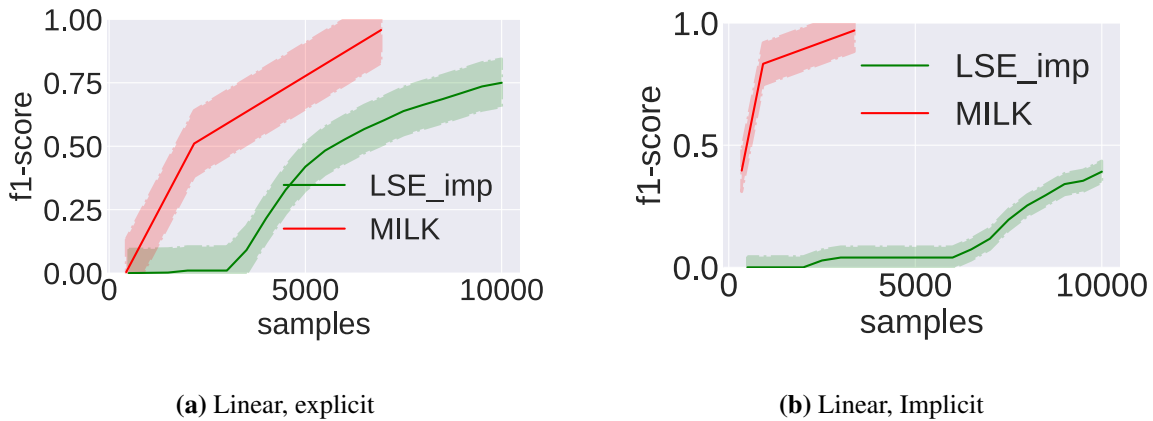 f1-score
1.00
0.75
0.50
0.25
0.00
LSE_imp
MILK
0 5000 10000
samples
(a) Linear, explicit
f1-score
1.0
0.5
0.0
LSE_imp
MILK
0 5000 10000
samples
(b) Linear, Implicit